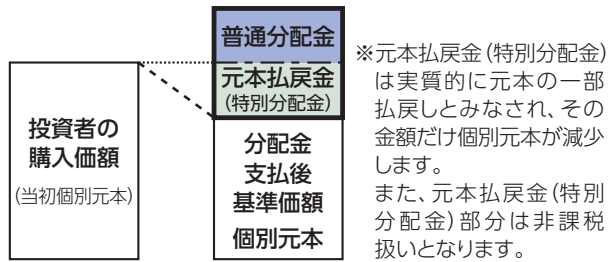 投資者の
購入価額
(当初個別元本)
普通分配金
元本払戻金
(特別分配金)
分配金
支払後
基準価額
個別元本
※元本払戻金(特別分配金)
は実質的に元本の一部
払戻しとみなされ、その
金額だけ個別元本が減少
します。
また、元本払戻金(特別
分配金)部分は非課税
扱いとなります。